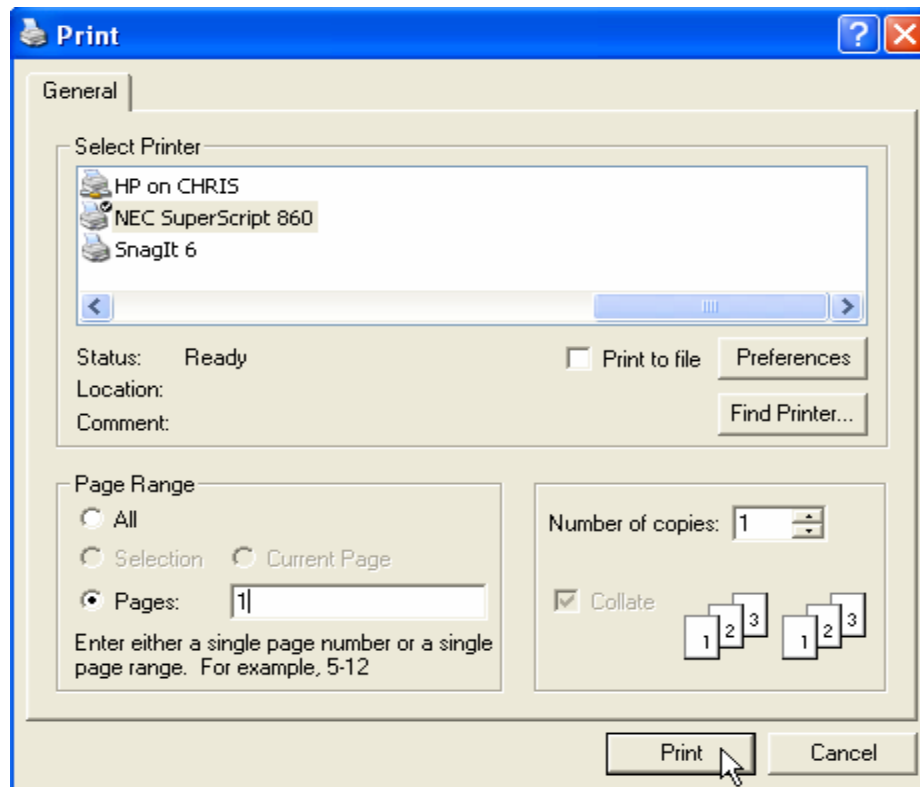 Print
General
Select Printer
HP on CHRIS
NEC SuperScript 860
SnagIt 6
Status: Ready
Print to file
Preferences
Location:
Comment:
Find Printer...
Page Range
All
Selection
Current Page
Pages: 1
Enter either a single page number or a single
page range. For example, 5-12
Number of copies: 1
Collate
1 2 3 1 2 3
Print
Cancel